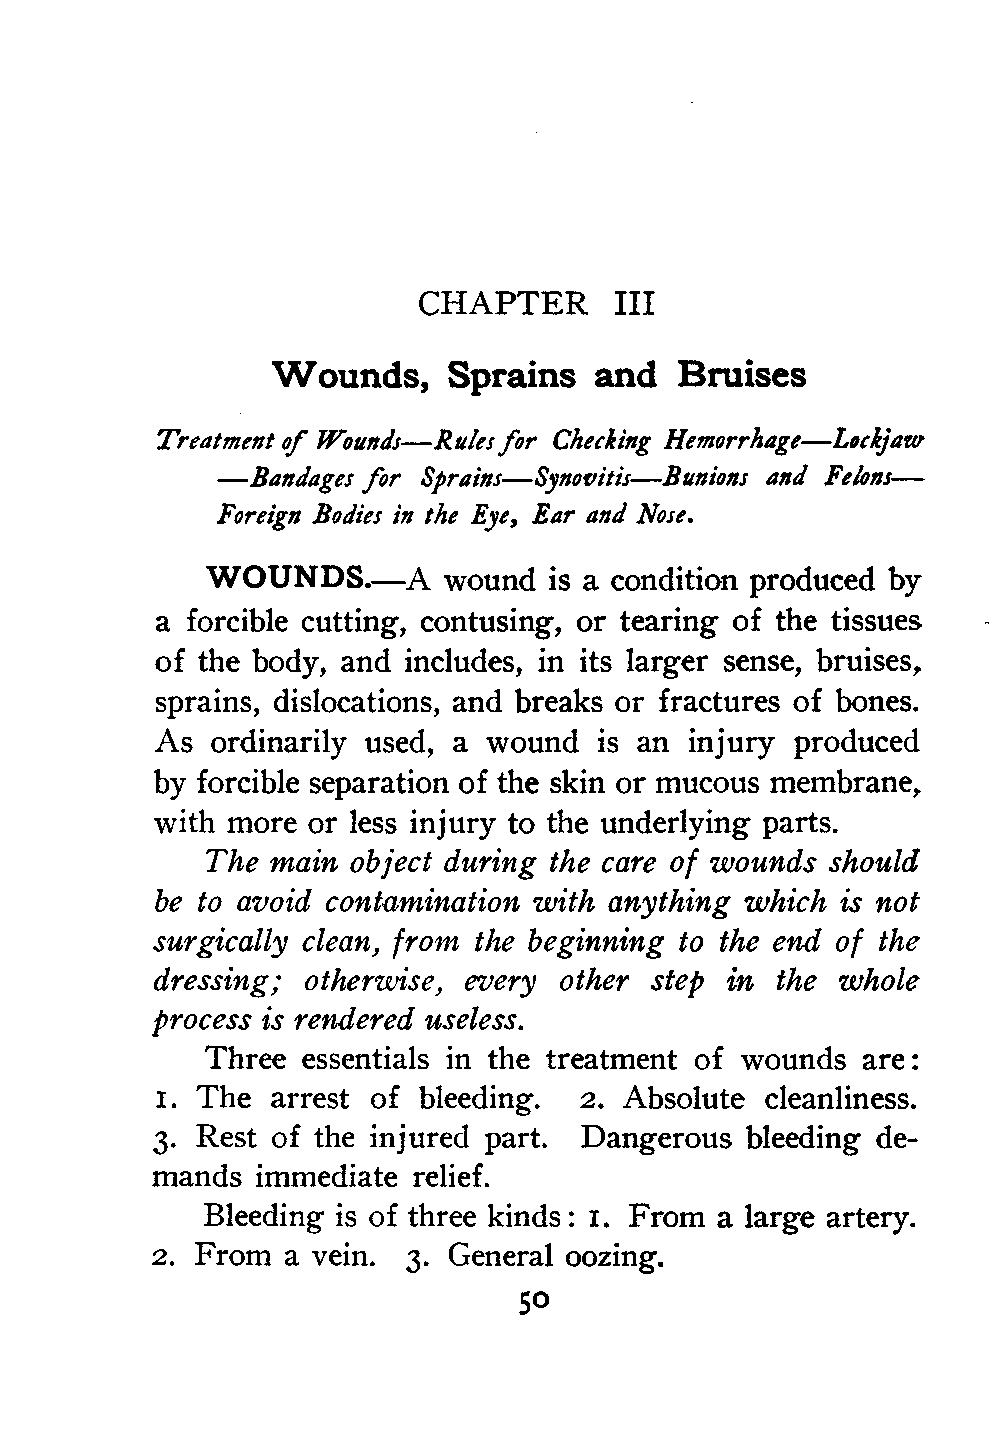 CHAPTER III
Wounds, Sprains and Bruises
Treatment of Wounds—Rules for Checking Hemorrhage—Lockjaw
—Bandages for Sprains—Synovitis—Bunions and Felons—
Foreign Bodies in the Eye, Ear and Nose.
WOUNDS.—A wound is a condition produced by
a forcible cutting, contusing, or tearing of the tissues
of the body, and includes, in its larger sense, bruises,
sprains, dislocations, and breaks or fractures of bones.
As ordinarily used, a wound is an injury produced
by forcible separation of the skin or mucous membrane,
with more or less injury to the underlying parts.
The main object during the care of wounds should
be to avoid contamination with anything which is not
surgically clean, from the beginning to the end of the
dressing; otherwise, every other step in the whole
process is rendered useless.
Three essentials in the treatment of wounds are:
1. The arrest of bleeding. 2. Absolute cleanliness.
3. Rest of the injured part. Dangerous bleeding de-
mands immediate relief.
Bleeding is of three kinds: 1. From a large artery.
2. From a vein. 3. General oozing.
50